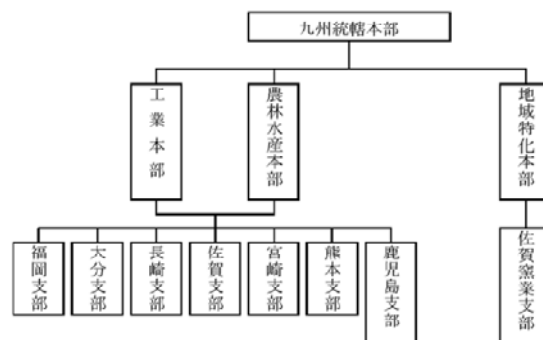 九州統轄本部
工業本部
農林水産本部
地域特化本部
福岡支部
大分支部
長崎支部
佐賀支部
宮崎支部
熊本支部
鹿児島支部
佐賀窯業支部